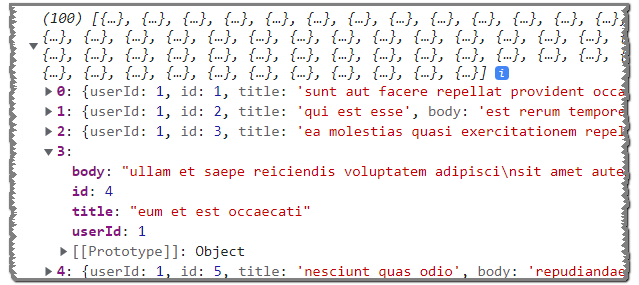 (100) [{…}, {…}, {…}, {…}, {…}, {…}, {…}, {…}, {…}, {…}, {…}, {…}, {…},
{…}, {…}, {…}, {…}, {…}, {…}, {…}, {…}, {…}, {…}, {…}, {…}, {…}, {…},
{…}, {…}, {…}, {…}, {…}, {…}, {…}, {…}, {…}, {…}, {…}, {…}, {…}, {…},
{…}, {…}, {…}, {…}, {…}, {…}, {…}, {…}, {…}, {…}, {…}] i
0: {userId: 1, id: 1, title: 'sunt aut facere repellat provident occa
1: {userId: 1, id: 2, title: 'qui est esse', body: 'est rerum tempore
2: {userId: 1, id: 3, title: 'ea molestias quasi exercitationem repel
3:
body: "ullam et saepe reiciendis voluptatem adipisci\nsit amet aute
id: 4
title: "eum et est occaecati"
userId: 1
[[Prototype]]: Object
4: {userId: 1, id: 5, title: 'nesciunt quas odio', body: 'repudiandae